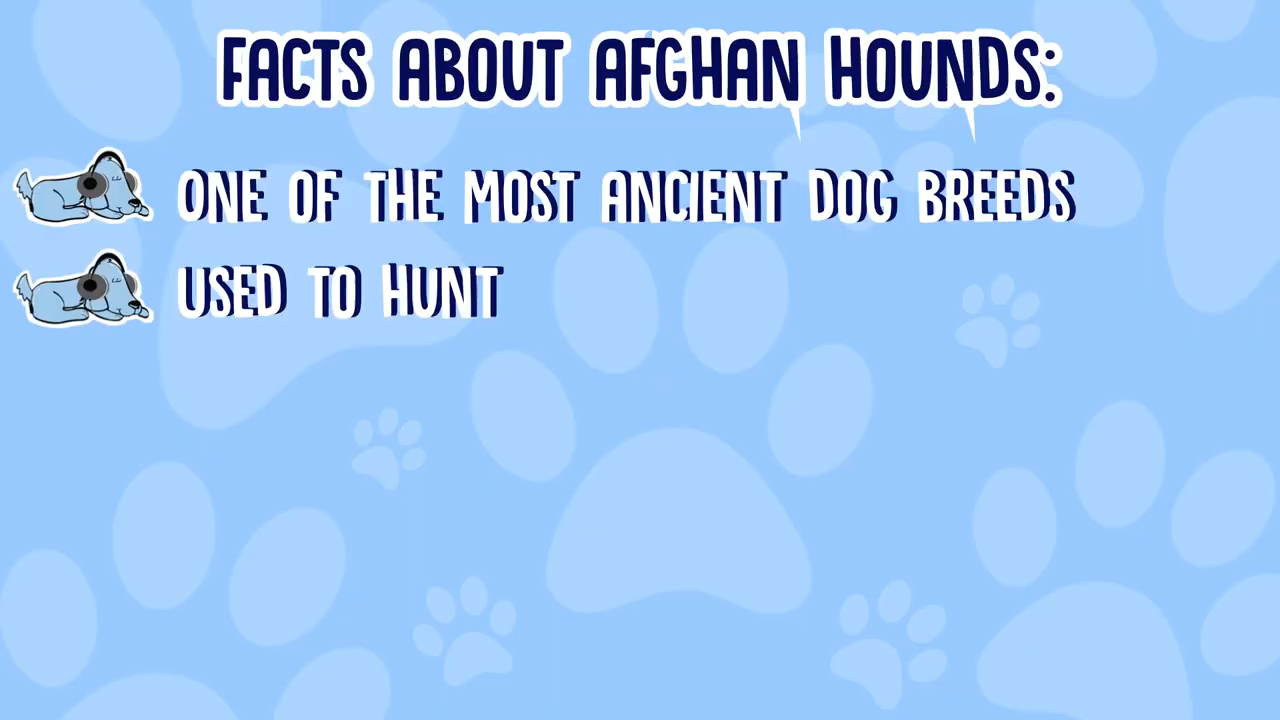 FACTS ABOUT AFGHAN HOUNDS:
ONE OF THE MOST ANCIENT DOG BREEDS
USED TO HUNT